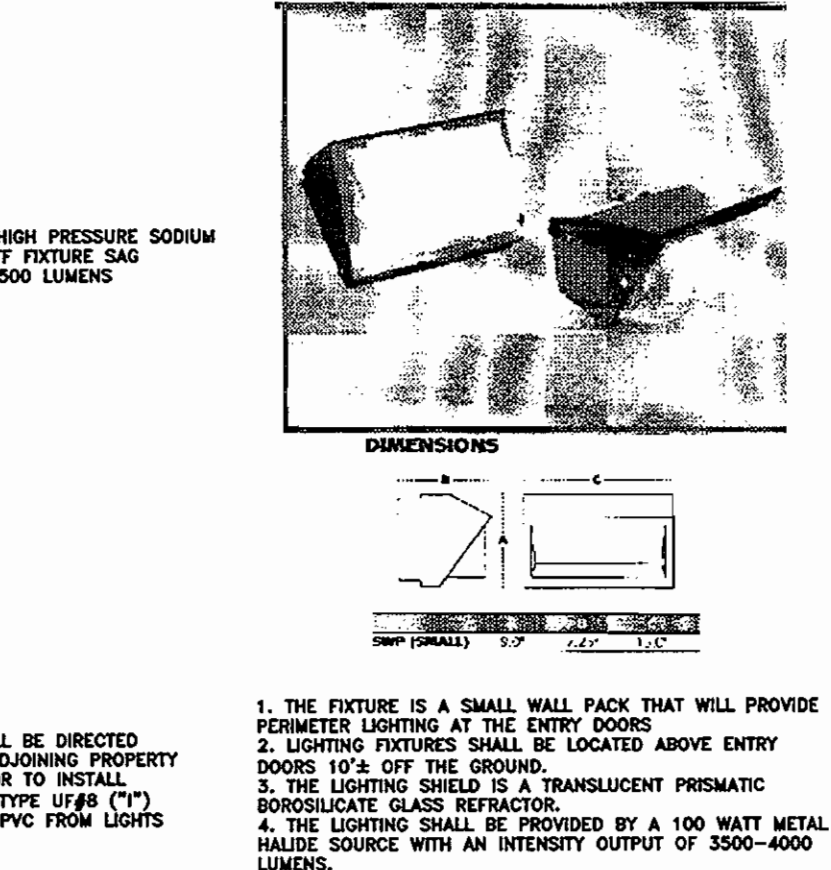 HIGH PRESSURE SODIUM
FIXTURE SAG
500 LUMENS
DIMENSIONS
B
C
A
SWP (SMALL) 7.25"
BE DIRECTED
TO INSTALL
TYPE UF#8 ("I")
PVC FROM LIGHTS
1. THE FIXTURE IS A SMALL WALL PACK THAT WILL PROVIDE
PERIMETER LIGHTING AT THE ENTRY DOORS
2. LIGHTING FIXTURES SHALL BE LOCATED ABOVE ENTRY
DOORS 10'± OFF THE GROUND.
3. THE LIGHTING SHIELD IS A TRANSLUCENT PRISMATIC
BOROSILICATE GLASS REFRACTOR.
4. THE LIGHTING SHALL BE PROVIDED BY A 100 WATT METAL
HALIDE SOURCE WITH AN INTENSITY OUTPUT OF 3500-4000
LUMENS.